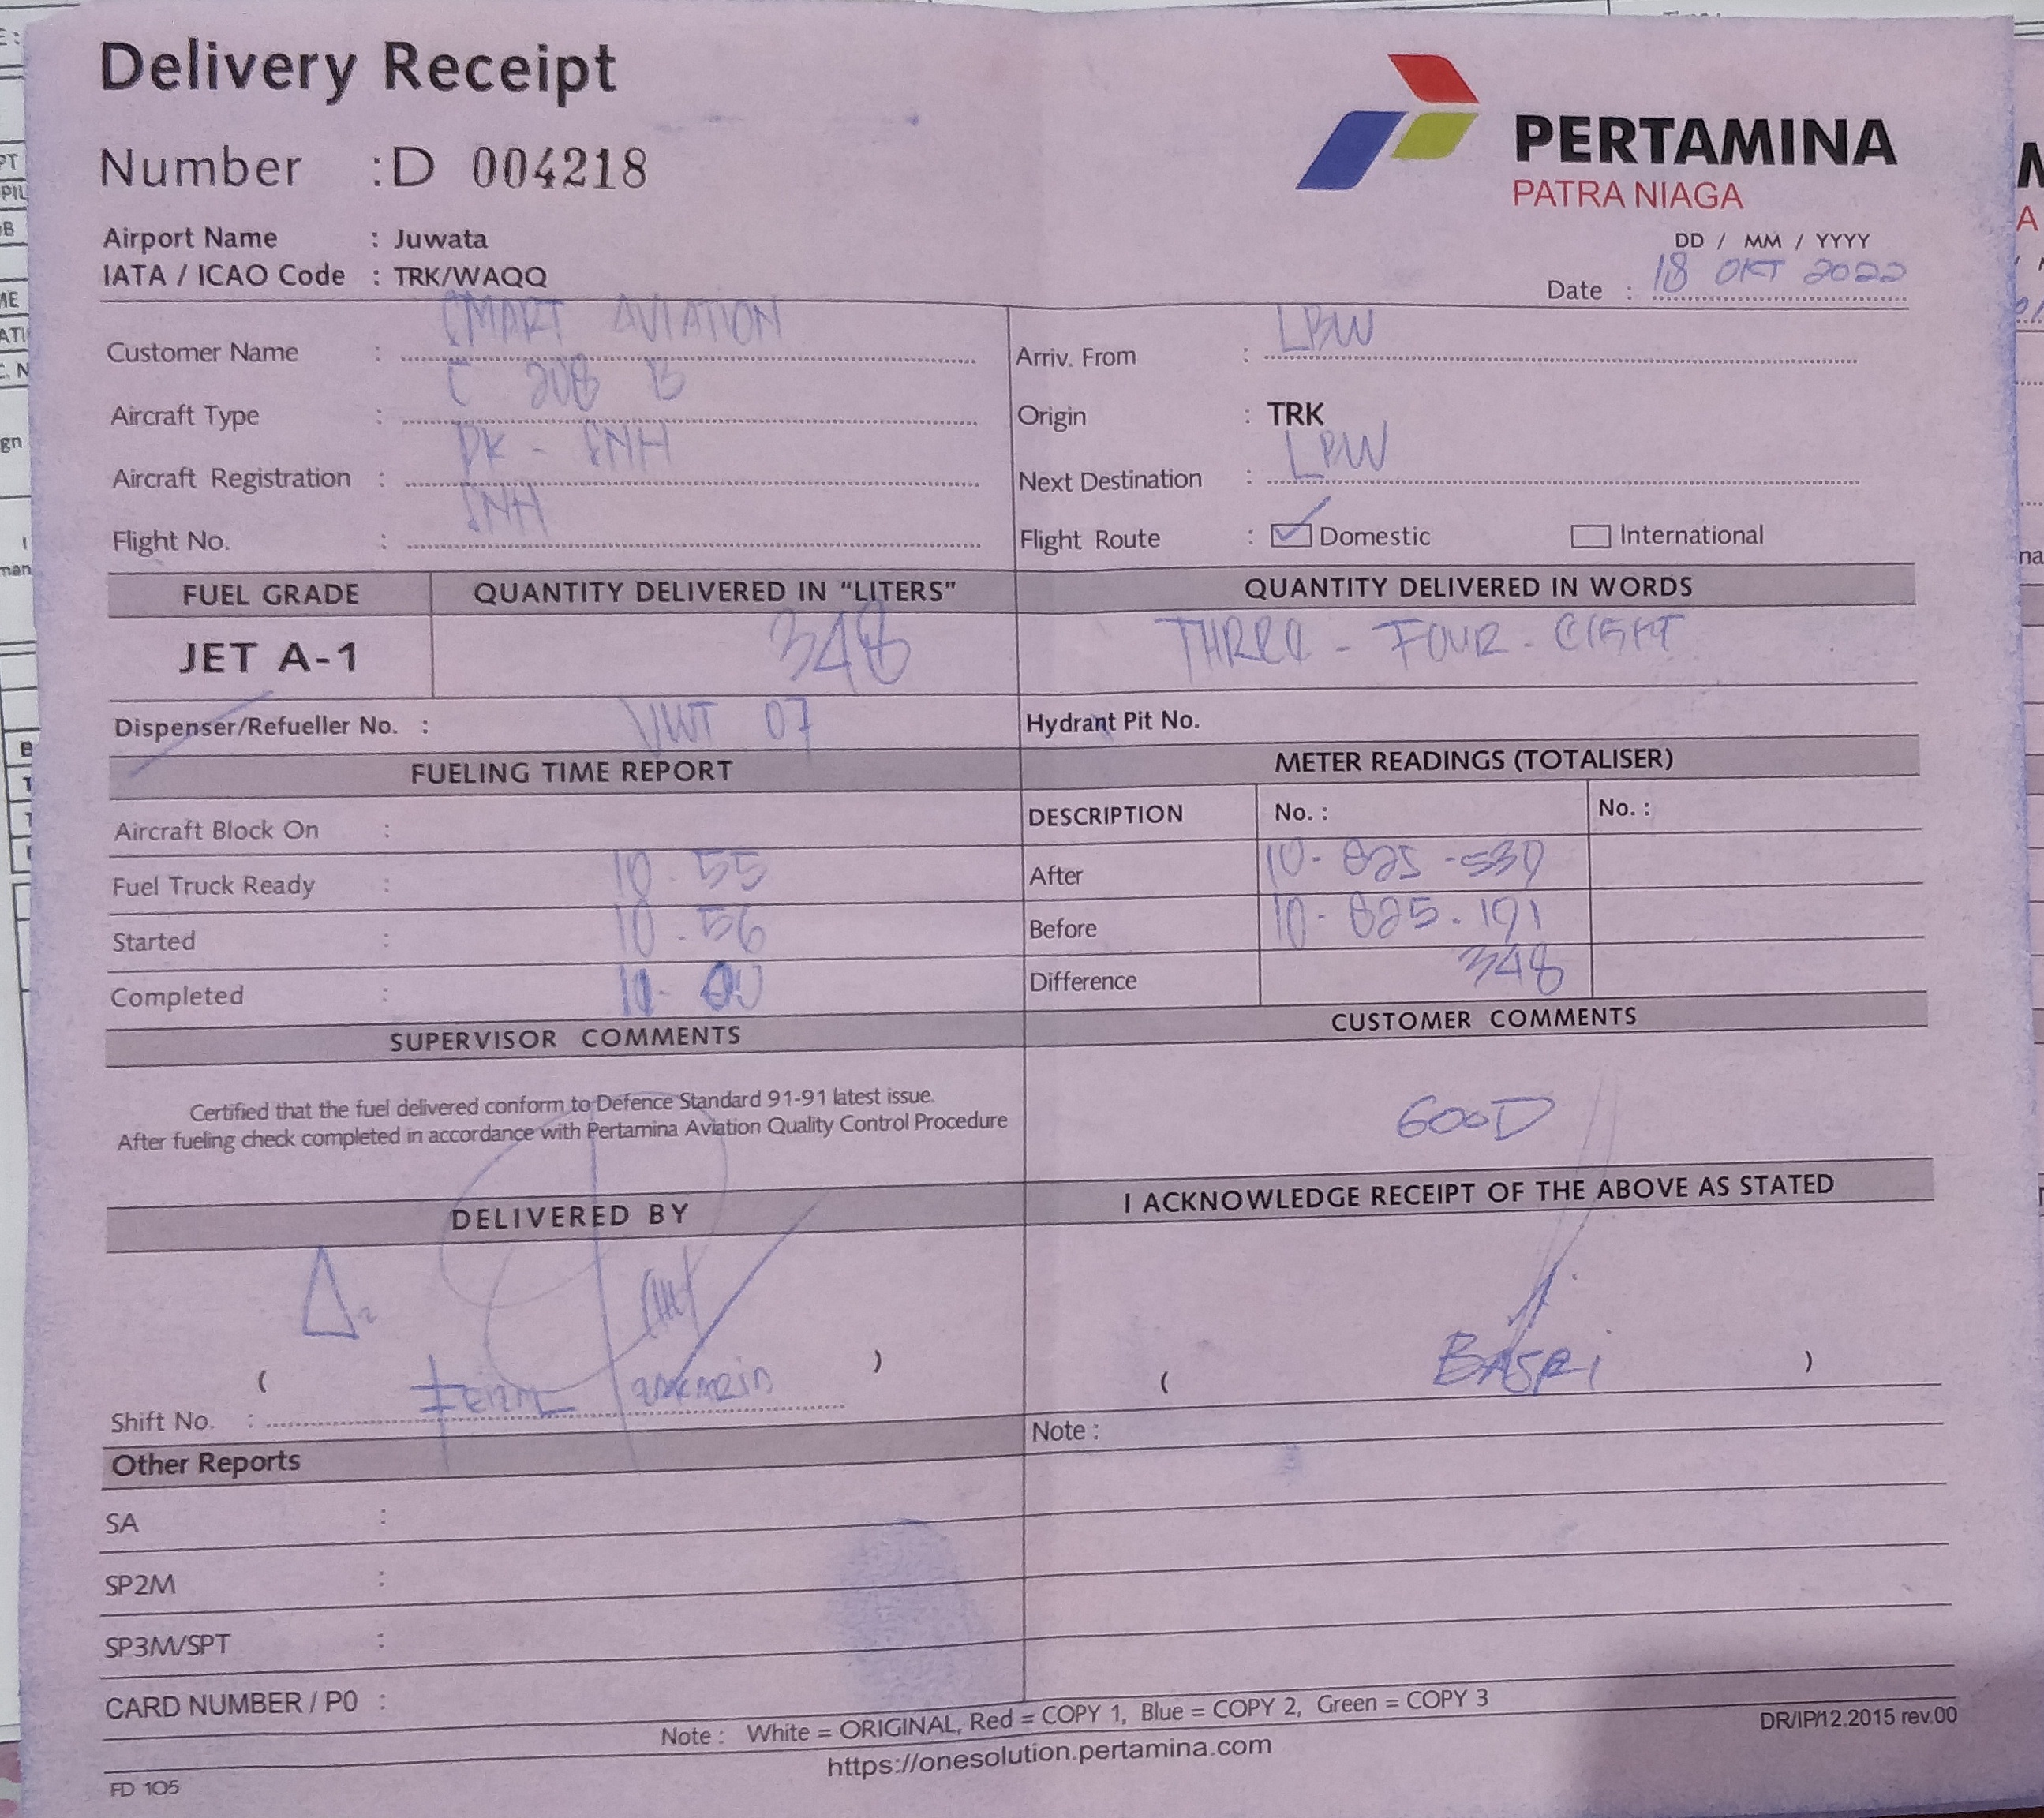 Delivery Receipt
Number : D 004218
PERTAMINA
PATRA NIAGA
Airport Name : Juwata
IATA / ICAO Code : TRK/WAQQ
DD / MM / YYYY
Date : 18 OKT 2022
Customer Name : SMART AVIATION
Arriv. From : LBW
Aircraft Type : C 208 B
Origin : TRK
Aircraft Registration : PK - SNH
Next Destination : LBW
Flight No. : SNH
Flight Route : Domestic International
FUEL GRADE QUANTITY DELIVERED IN “LITERS” QUANTITY DELIVERED IN WORDS
JET A-1 348 THREE - FOUR - EIGHT
Dispenser/Refueller No. : 07 Hydrant Pit No.
FUELING TIME REPORT METER READINGS (TOTALISER)
Aircraft Block On : DESCRIPTION No. : No. :
Fuel Truck Ready : 10.55 After 10-825-539
Started : 10.56 Before 10-825.191
Completed : 11.00 Difference 348
SUPERVISOR COMMENTS CUSTOMER COMMENTS
Certified that the fuel delivered conform to Defence Standard 91-91 latest issue.
After fueling check completed in accordance with Pertamina Aviation Quality Control Procedure
GOOD
DELIVERED BY I ACKNOWLEDGE RECEIPT OF THE ABOVE AS STATED
( ) ( BASRI )
Shift No. :
Note :
Other Reports
SA :
SP2M :
SP3M/SPT :
CARD NUMBER / P0 :
Note : White = ORIGINAL, Red = COPY 1, Blue = COPY 2, Green = COPY 3
DR/IP/12.2015 rev.00
https://onesolution.pertamina.com
FD 105